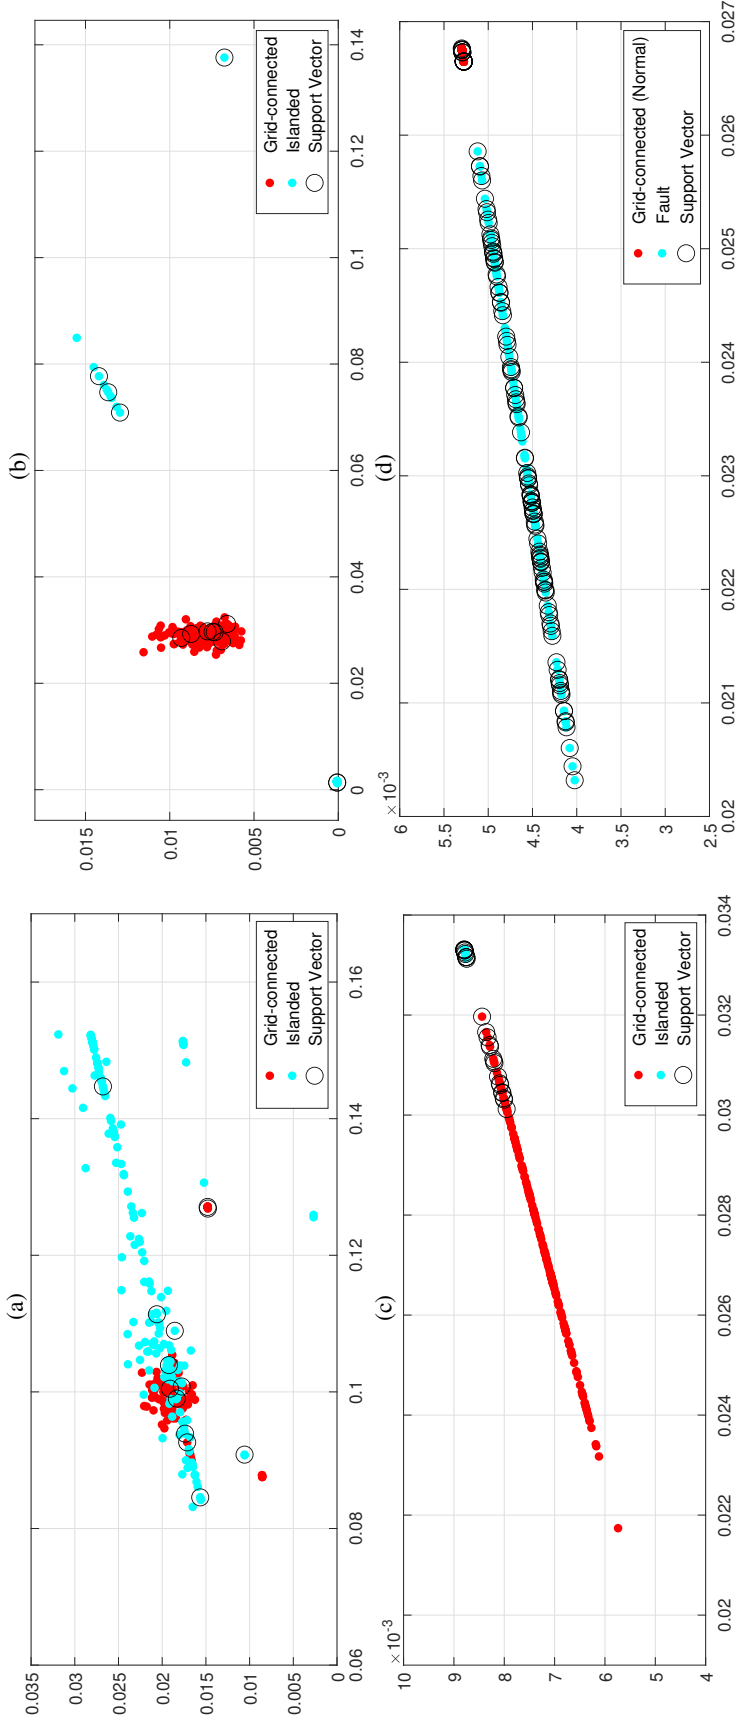 (a)
0.035
0.03
0.025
0.02
0.015
0.01
0.005
Grid-connected
Islanded
Support Vector
0.06 0.08 0.1 0.12 0.14 0.16
(b)
0.015
0.01
0.005
0
Grid-connected
Islanded
Support Vector
0 0.02 0.04 0.06 0.08 0.1 0.12 0.14
(c)
×10⁻³
10
9
8
7
6
5
4
Grid-connected
Islanded
Support Vector
0.02 0.022 0.024 0.026 0.028 0.03 0.032 0.034
(d)
×10⁻³
6
5.5
5
4.5
4
3.5
3
2.5
Grid-connected (Normal)
Fault
Support Vector
0.02 0.021 0.022 0.023 0.024 0.025 0.026 0.027